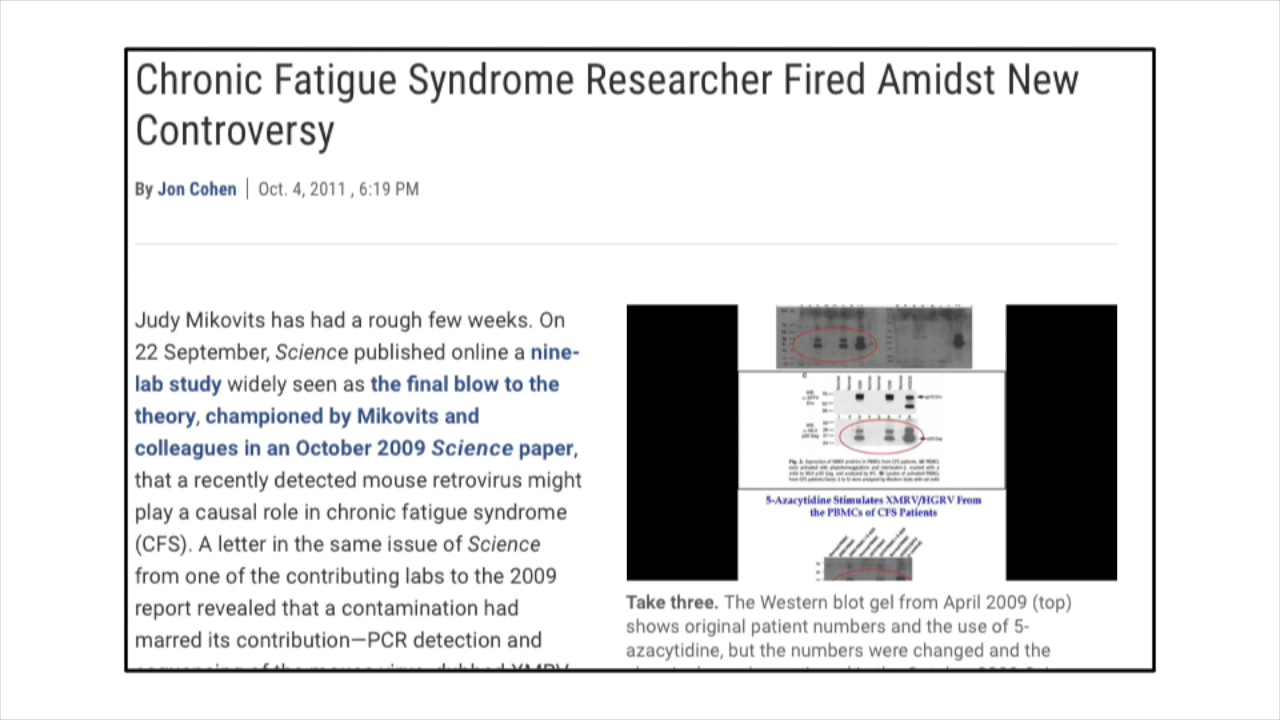 Chronic Fatigue Syndrome Researcher Fired Amidst New
Controversy
By Jon Cohen | Oct. 4, 2011 , 6:19 PM
Judy Mikovits has had a rough few weeks. On
22 September, Science published online a nine-
lab study widely seen as the final blow to the
theory, championed by Mikovits and
colleagues in an October 2009 Science paper,
that a recently detected mouse retrovirus might
play a causal role in chronic fatigue syndrome
(CFS). A letter in the same issue of Science
from one of the contributing labs to the 2009
report revealed that a contamination had
marred its contribution—PCR detection and
5-Azacytidine Stimulates XMRV/HGRV From
the PBMCs of CFS Patients
Take three. The Western blot gel from April 2009 (top)
shows original patient numbers and the use of 5-
azacytidine, but the numbers were changed and the